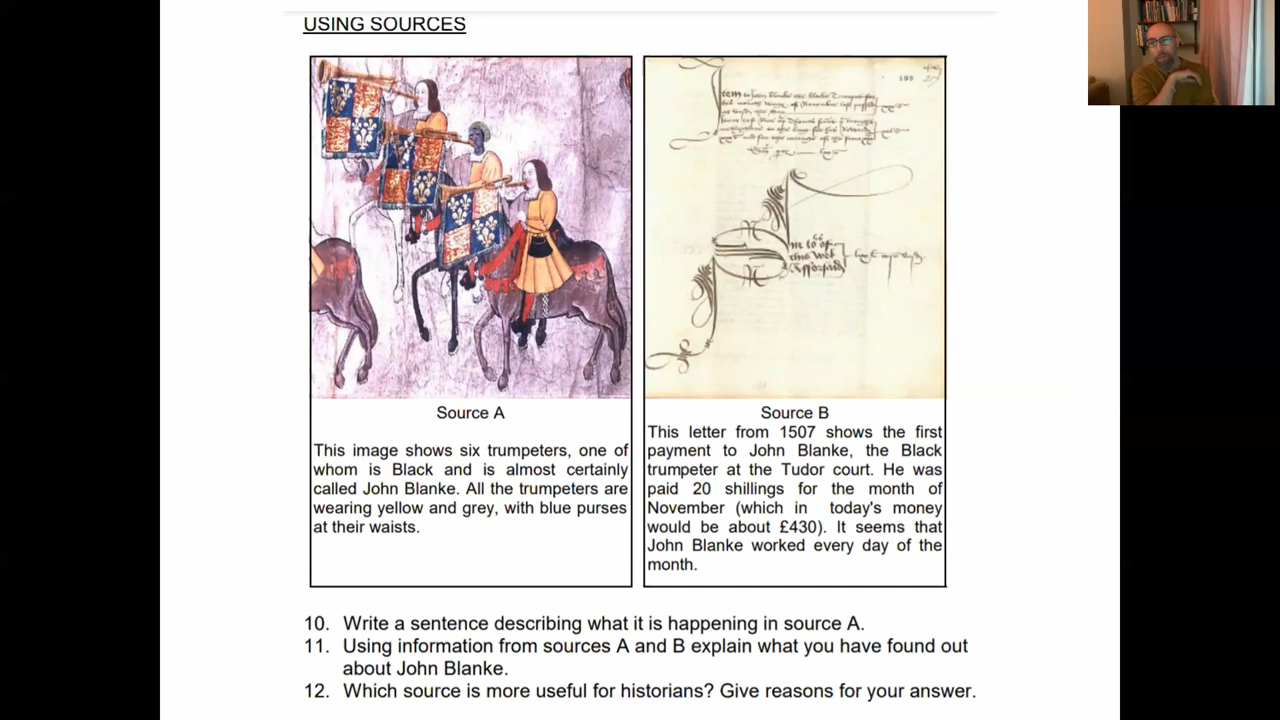 USING SOURCES
Source A
This image shows six trumpeters, one of
whom is Black and is almost certainly
called John Blanke. All the trumpeters are
wearing yellow and grey, with blue purses
at their waists.
Source B
This letter from 1507 shows the first
payment to John Blanke, the Black
trumpeter at the Tudor court. He was
paid 20 shillings for the month of
November (which in today's money
would be about £430). It seems that
John Blanke worked every day of the
month.
10. Write a sentence describing what it is happening in source A.
11. Using information from sources A and B explain what you have found out
about John Blanke.
12. Which source is more useful for historians? Give reasons for your answer.